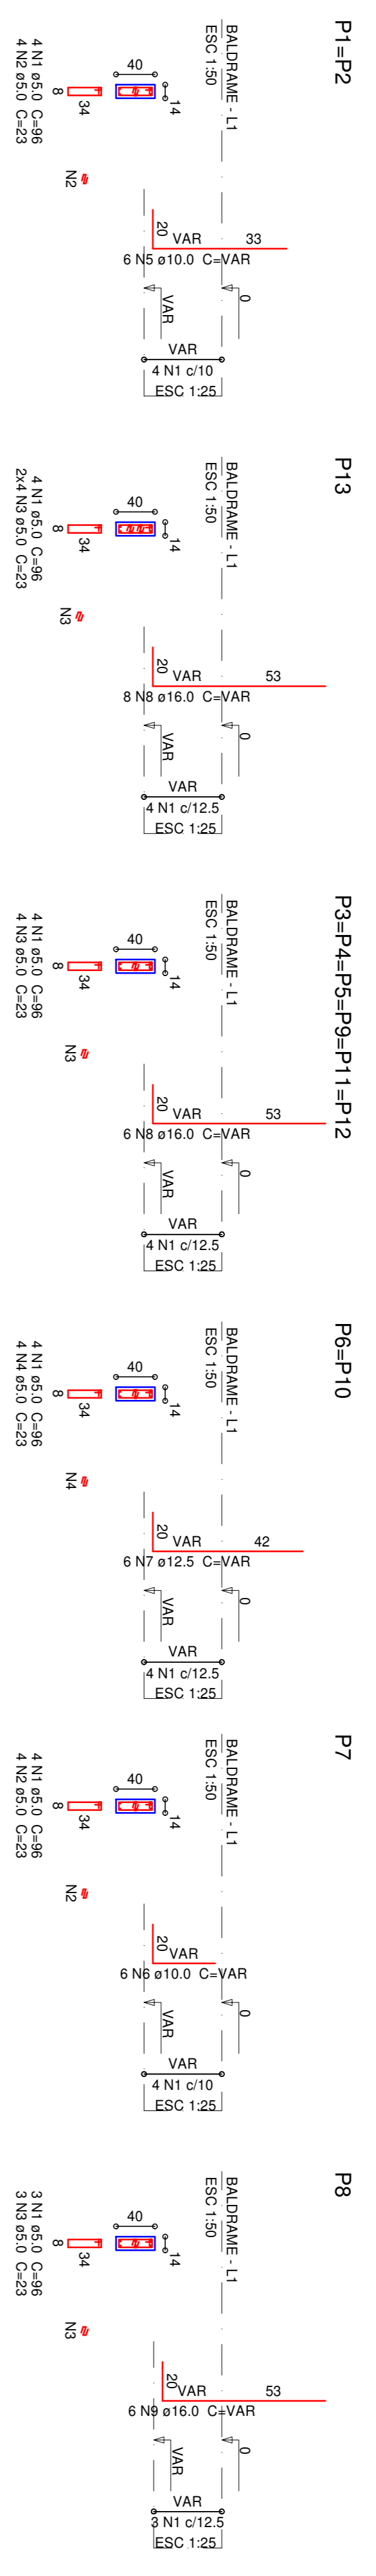 P1=P2
BALDRAME - L1
ESC 1:50
40
14
34
8
4 N1 ø5.0 C=96
4 N2 ø5.0 C=23
N2
20
VAR
33
6 N5 ø10.0 C=VAR
0
VAR
VAR
4 N1 c/10
ESC 1:25
P13
BALDRAME - L1
ESC 1:50
40
14
34
8
4 N1 ø5.0 C=96
2x4 N3 ø5.0 C=23
N3
20
VAR
53
8 N8 ø16.0 C=VAR
0
VAR
VAR
4 N1 c/12.5
ESC 1:25
P3=P4=P5=P9=P11=P12
BALDRAME - L1
ESC 1:50
40
14
34
8
4 N1 ø5.0 C=96
4 N3 ø5.0 C=23
N3
20
VAR
53
6 N8 ø16.0 C=VAR
0
VAR
VAR
4 N1 c/12.5
ESC 1:25
P6=P10
BALDRAME - L1
ESC 1:50
40
14
34
8
4 N1 ø5.0 C=96
4 N4 ø5.0 C=23
N4
20
VAR
42
6 N7 ø12.5 C=VAR
0
VAR
VAR
4 N1 c/12.5
ESC 1:25
P7
BALDRAME - L1
ESC 1:50
40
14
34
8
4 N1 ø5.0 C=96
4 N2 ø5.0 C=23
N2
20
VAR
6 N6 ø10.0 C=VAR
0
VAR
VAR
4 N1 c/10
ESC 1:25
P8
BALDRAME - L1
ESC 1:50
40
14
34
8
3 N1 ø5.0 C=96
3 N3 ø5.0 C=23
N3
20
VAR
53
6 N9 ø16.0 C=VAR
0
VAR
VAR
3 N1 c/12.5
ESC 1:25